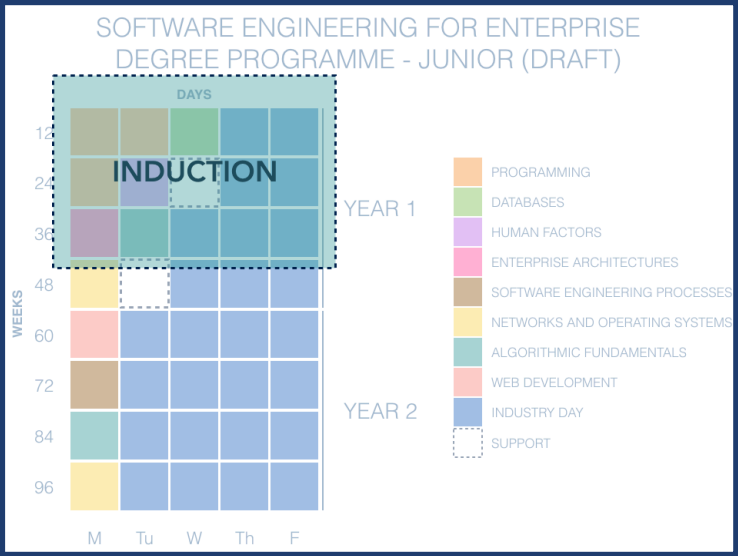 SOFTWARE ENGINEERING FOR ENTERPRISE
DEGREE PROGRAMME - JUNIOR (DRAFT)
DAYS
12
INDUCTION
24
36
YEAR 1
48
60
72
84
96
WEEKS
YEAR 2
M Tu W Th F
PROGRAMMING
DATABASES
HUMAN FACTORS
ENTERPRISE ARCHITECTURES
SOFTWARE ENGINEERING PROCESSES
NETWORKS AND OPERATING SYSTEMS
ALGORITHMIC FUNDAMENTALS
WEB DEVELOPMENT
INDUSTRY DAY
SUPPORT